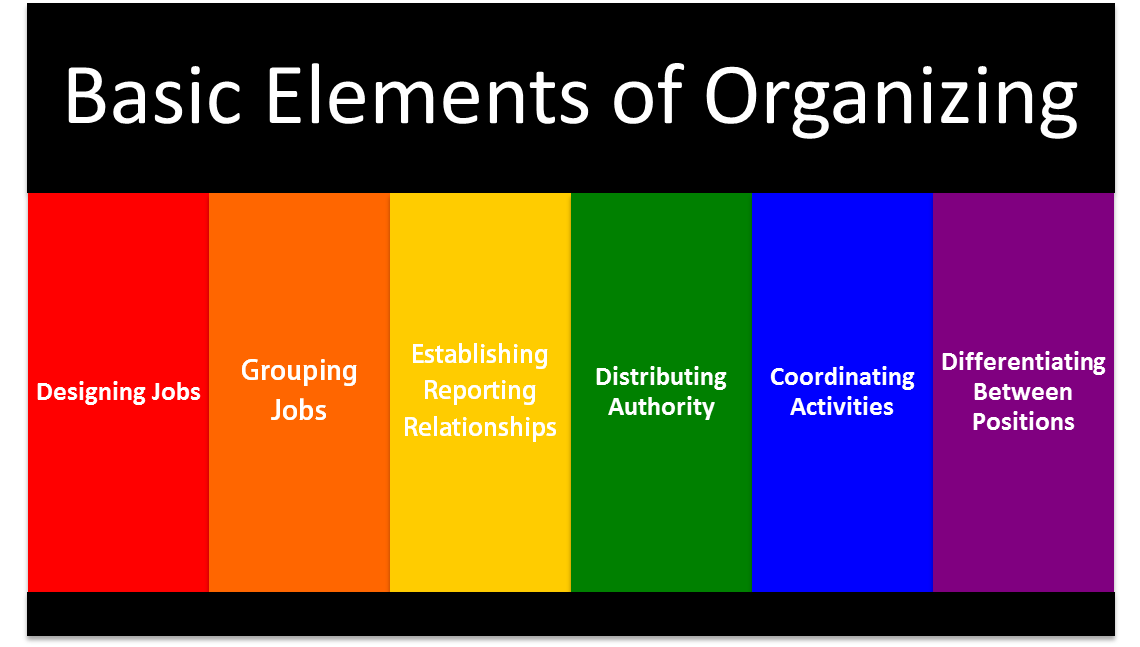 Basic Elements of Organizing
Designing Jobs
Grouping
Jobs
Establishing
Reporting
Relationships
Distributing
Authority
Coordinating
Activities
Differentiating
Between
Positions